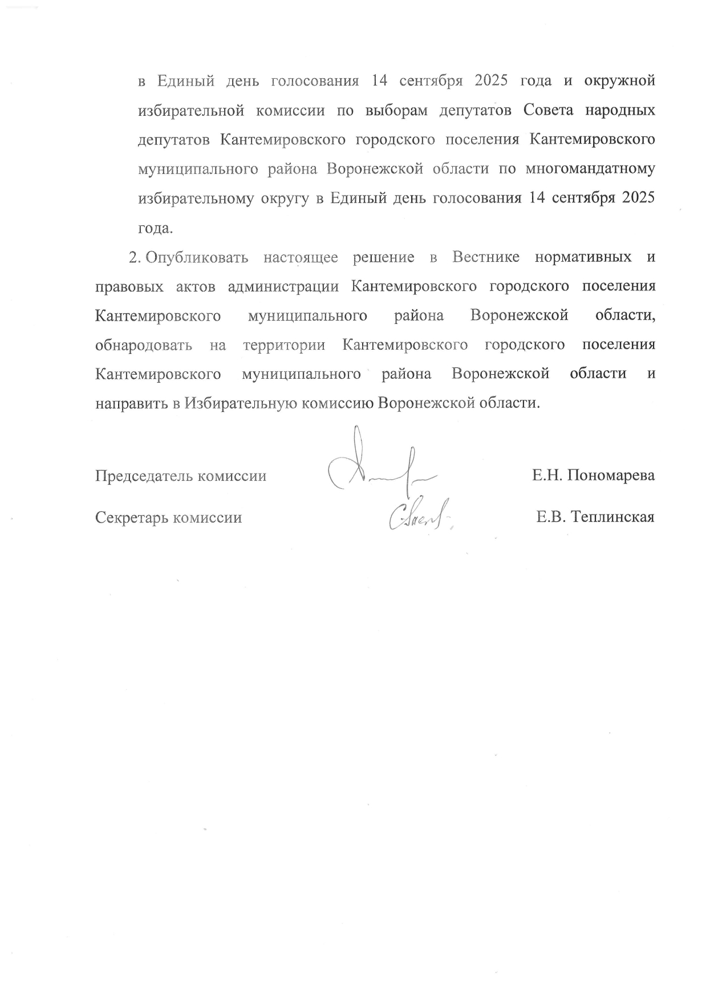 в Единый день голосования 14 сентября 2025 года и окружной
избирательной комиссии по выборам депутатов Совета народных
депутатов Кантемировского городского поселения Кантемировского
муниципального района Воронежской области по многомандатному
избирательному округу в Единый день голосования 14 сентября 2025
года.
2. Опубликовать настоящее решение в Вестнике нормативных и
правовых актов администрации Кантемировского городского поселения
Кантемировского муниципального района Воронежской области,
обнародовать на территории Кантемировского городского поселения
Кантемировского муниципального района Воронежской области и
направить в Избирательную комиссию Воронежской области.
Председатель комиссии Е.Н. Пономарева
Секретарь комиссии Е.В. Теплинская